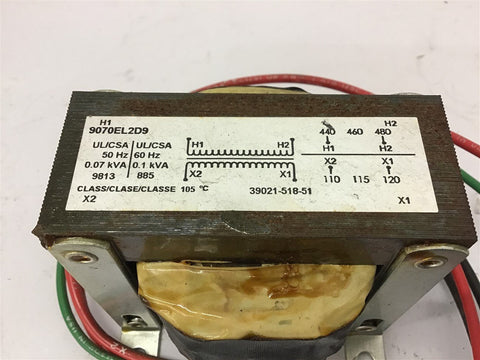 H1 H2
9070EL2D9
UL/CSA UL/CSA
50 Hz 60 Hz
0.07 kVA 0.1 kVA
9813 885
H1 H2
X2 X1
440 460 480
H1 H2
X2 X1
110 115 120
CLASS/CLASE/CLASSE 105 °C
39021-518-51
X2 X1